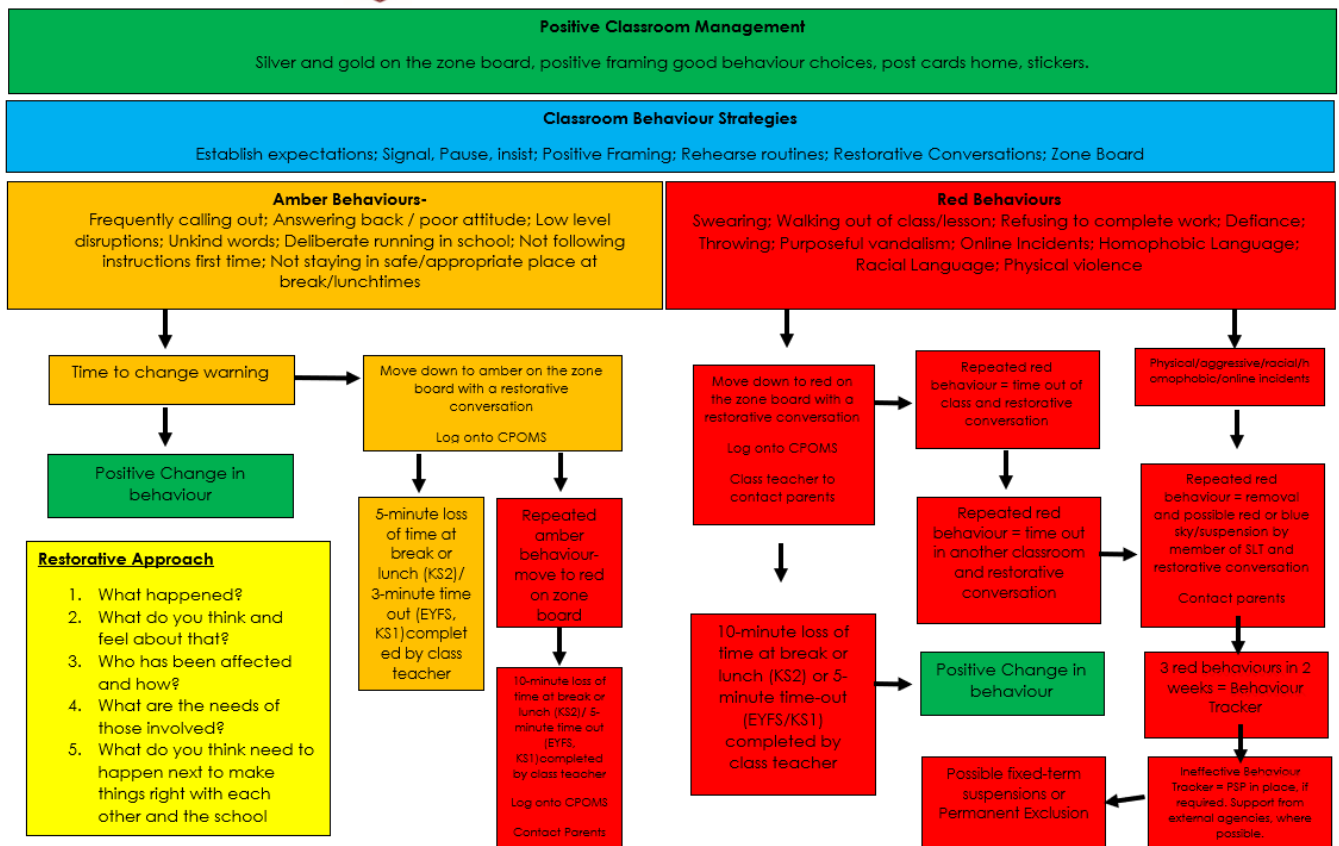 Positive Classroom Management
Silver and gold on the zone board, positive framing good behaviour choices, post cards home, stickers.
Classroom Behaviour Strategies
Establish expectations; Signal, Pause, insist; Positive Framing; Rehearse routines; Restorative Conversations; Zone Board
Amber Behaviours-
Frequently calling out; Answering back / poor attitude; Low level
disruptions; Unkind words; Deliberate running in school; Not following
instructions first time; Not staying in safe/appropriate place at
break/lunchtimes
Red Behaviours
Swearing; Walking out of class/lesson; Refusing to complete work; Defiance;
Throwing; Purposeful vandalism; Online Incidents; Homophobic Language;
Racial Language; Physical violence
Time to change warning
Move down to amber on the zone
board with a restorative
conversation
Log onto CPOMS
Positive Change in
behaviour
5-minute loss
of time at
break or
lunch (KS2)/
3-minute time
out (EYFS,
KS1)complet
ed by class
teacher
Repeated
amber
behaviour-
move to red
on zone
board
10-minute loss of
time at break or
lunch (KS2)/ 5-
minute time out
(EYFS,
KS1)completed
by class teacher
Log onto CPOMS
Contact Parents
Restorative Approach
1. What happened?
2. What do you think and
feel about that?
3. Who has been affected
and how?
4. What are the needs of
those involved?
5. What do you think need to
happen next to make
things right with each
other and the school
Move down to red on
the zone board with a
restorative conversation
Log onto CPOMS
Class teacher to
contact parents
Repeated red
behaviour = time out of
class and restorative
conversation
Physical/aggressive/racial/h
omophobic/online incidents
Repeated red
behaviour = time out
in another classroom
and restorative
conversation
Repeated red
behaviour = removal
and possible red or blue
sky/suspension by
member of SLT and
restorative conversation
Contact parents
10-minute loss of
time at break or
lunch (KS2) or 5-
minute time-out
(EYFS/KS1)
completed by
class teacher
Positive Change in
behaviour
3 red behaviours in 2
weeks = Behaviour
Tracker
Possible fixed-term
suspensions or
Permanent Exclusion
Ineffective Behaviour
Tracker = PSP in place, if
required. Support from
external agencies, where
possible.